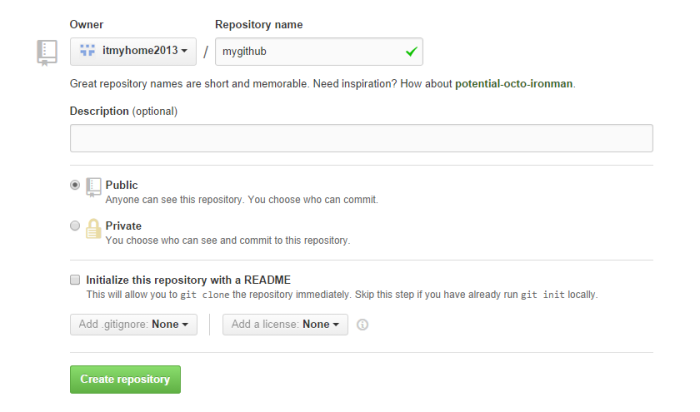 Owner Repository name
itmyhome2013 / mygithub
Great repository names are short and memorable. Need inspiration? How about potential-octo-ironman.
Description (optional)
Public
Anyone can see this repository. You choose who can commit.
Private
You choose who can see and commit to this repository.
Initialize this repository with a README
This will allow you to git clone the repository immediately. Skip this step if you have already run git init locally.
Add .gitignore: None Add a license: None
Create repository